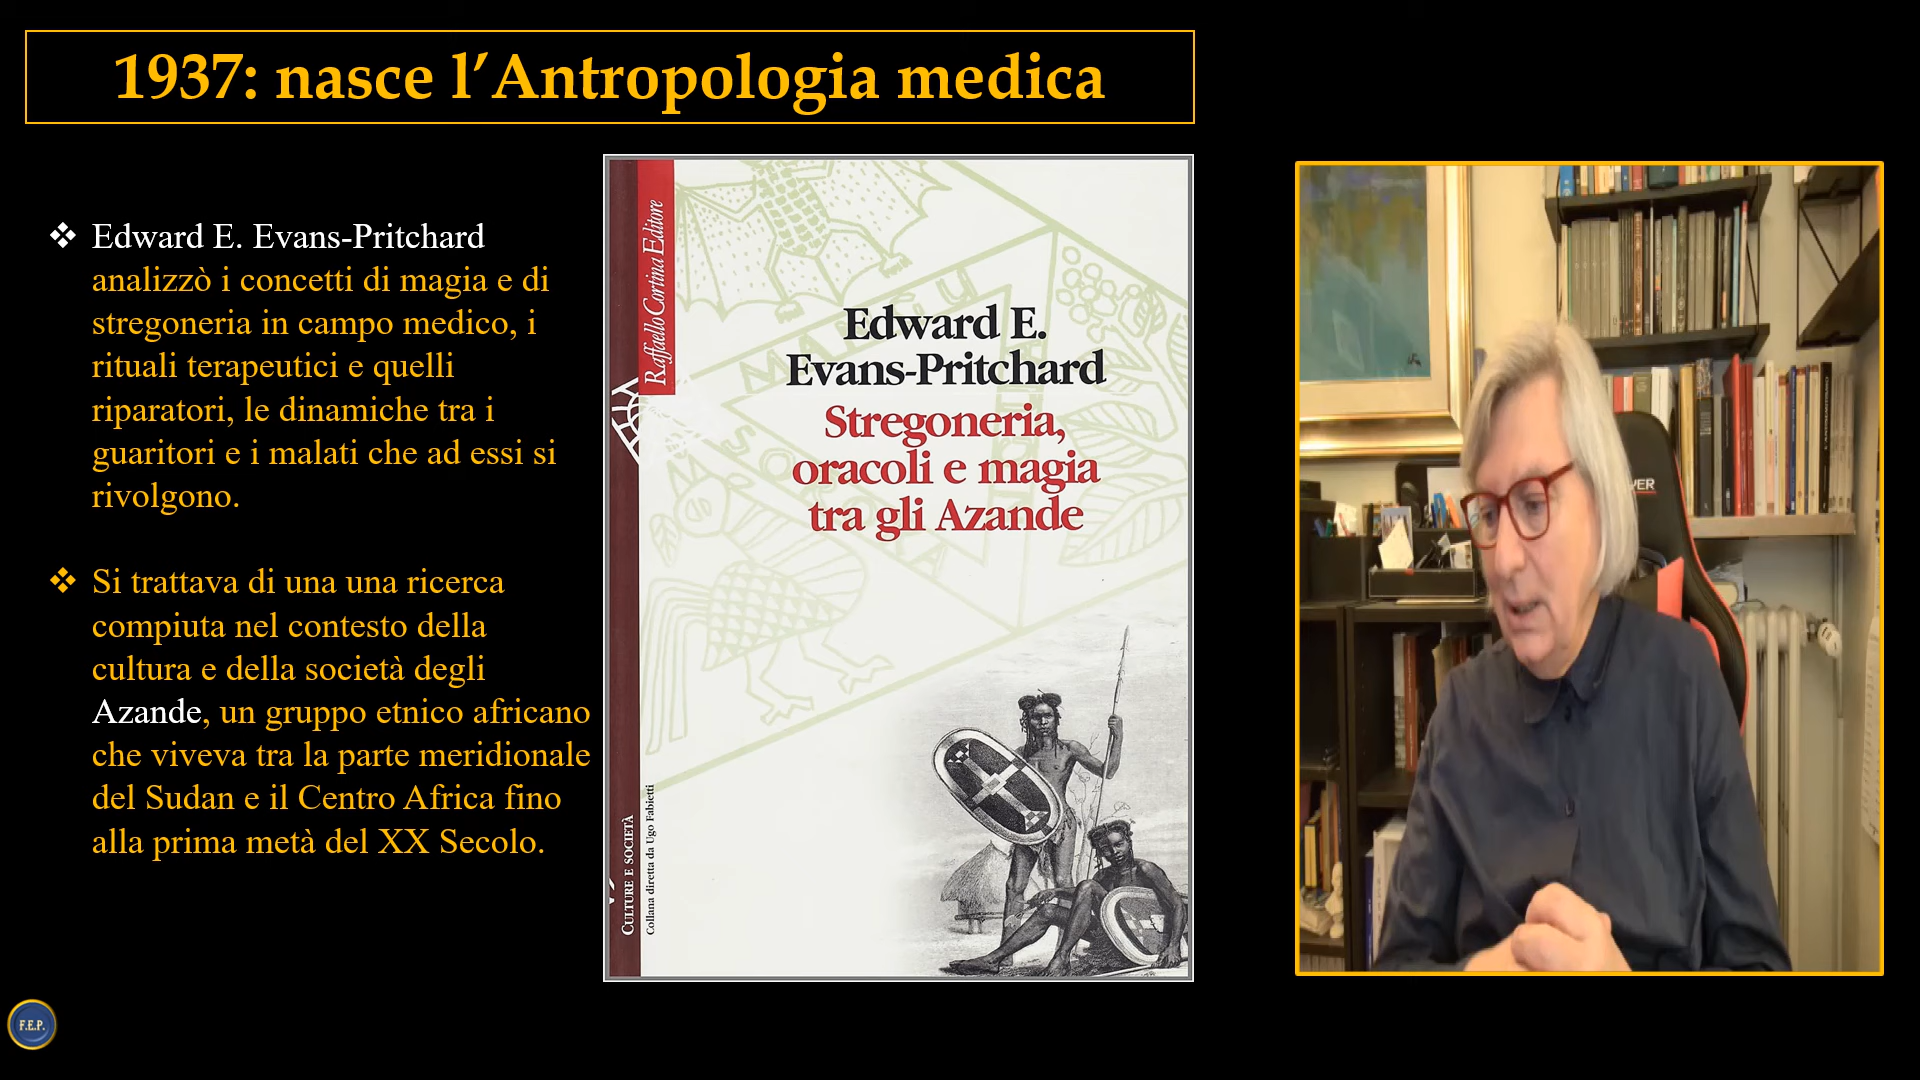 1937: nasce l’Antropologia medica
❖ Edward E. Evans-Pritchard
analizzò i concetti di magia e di
stregoneria in campo medico, i
rituali terapeutici e quelli
riparatori, le dinamiche tra i
guaritori e i malati che ad essi si
rivolgono.
❖ Si trattava di una una ricerca
compiuta nel contesto della
cultura e della società degli
Azande, un gruppo etnico africano
che viveva tra la parte meridionale
del Sudan e il Centro Africa fino
alla prima metà del XX Secolo.
Raffaello Cortina Editore
Edward E.
Evans-Pritchard
Stregoneria,
oracoli e magia
tra gli Azande
CULTURE E SOCIETÀ
Collana diretta da Ugo Fabietti
F.E.P.